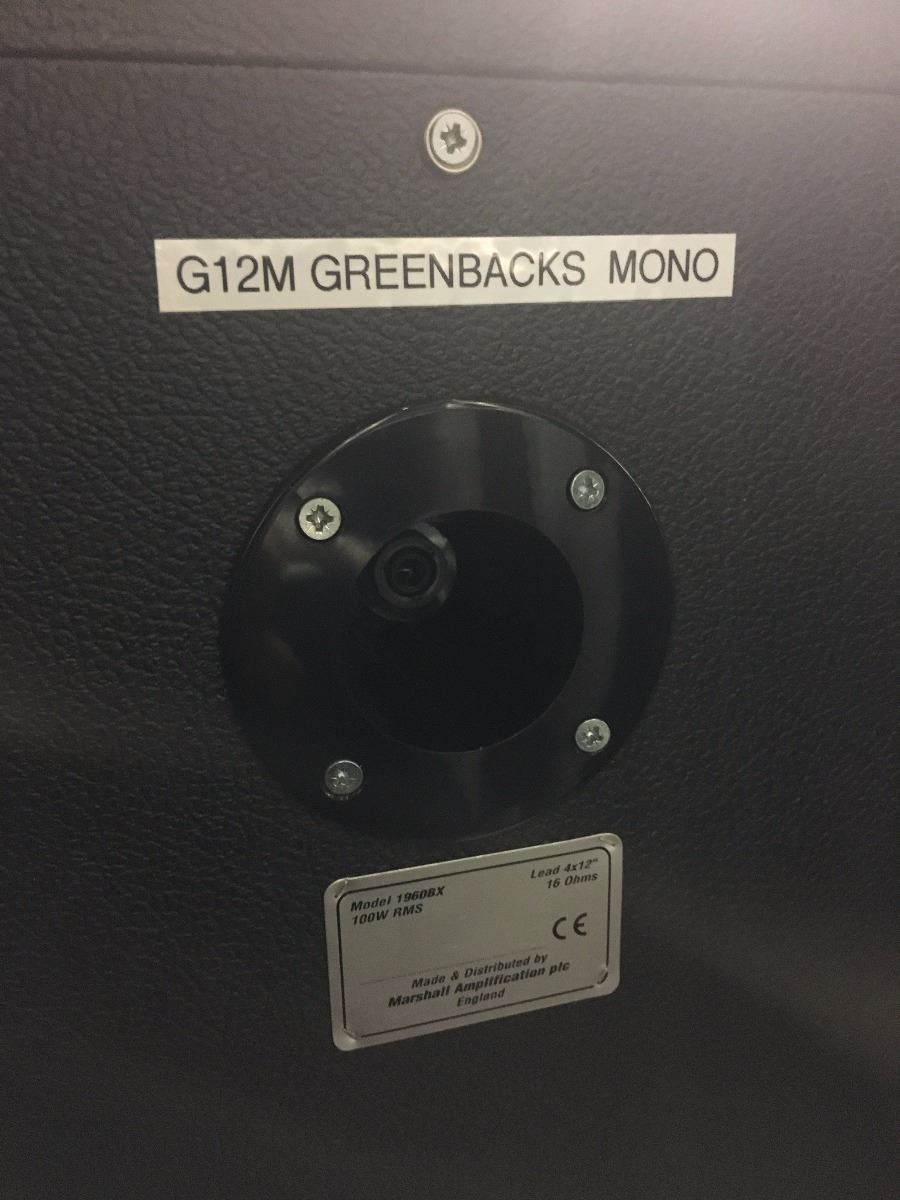 G12M GREENBACKS MONO
Model 1960BX
100W RMS
Lead 4x12"
16 Ohms
CE
Made & Distributed by
Marshall Amplification plc
England